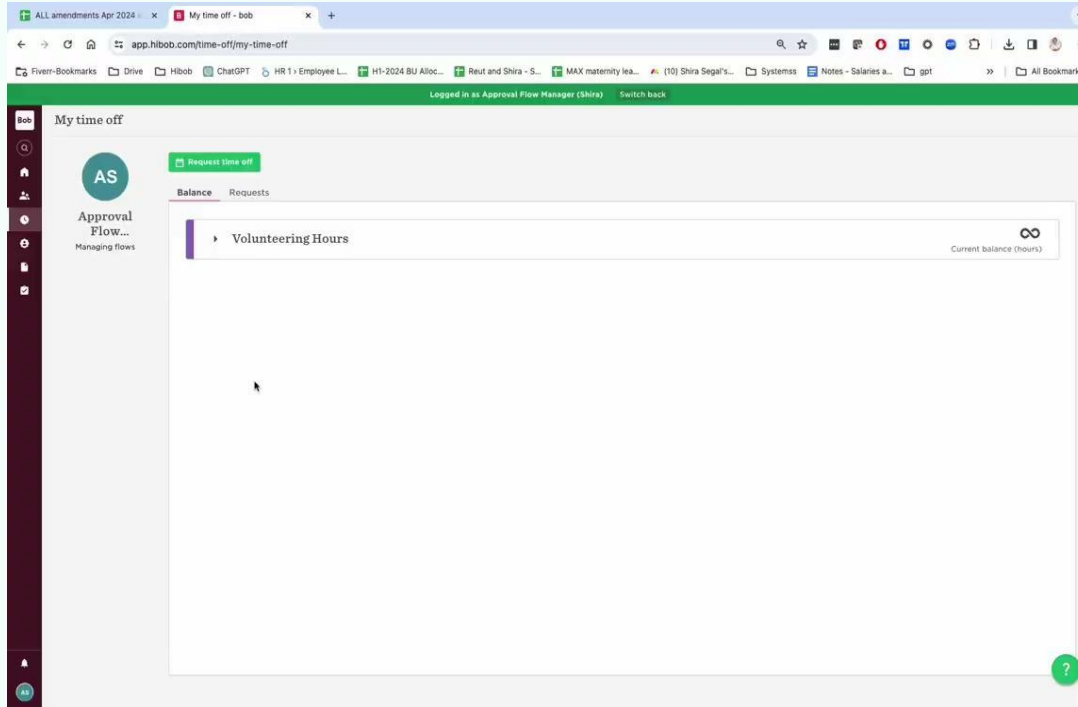 ALL amendments Apr 2024
My time off - bob
app.hibob.com/time-off/my-time-off
Fiverr-Bookmarks Drive Hibob ChatGPT HR 1 > Employee L... H1-2024 BU Alloc... Reut and Shira - S... MAX maternity lea... (10) Shira Segal's... Systemss Notes - Salaries a... gpt » All Bookmark
Logged in as Approval Flow Manager (Shira) Switch back
Bob
My time off
AS
Approval
Flow...
Managing flows
Request time off
Balance Requests
Volunteering Hours
∞
Current balance (hours)
?
AS